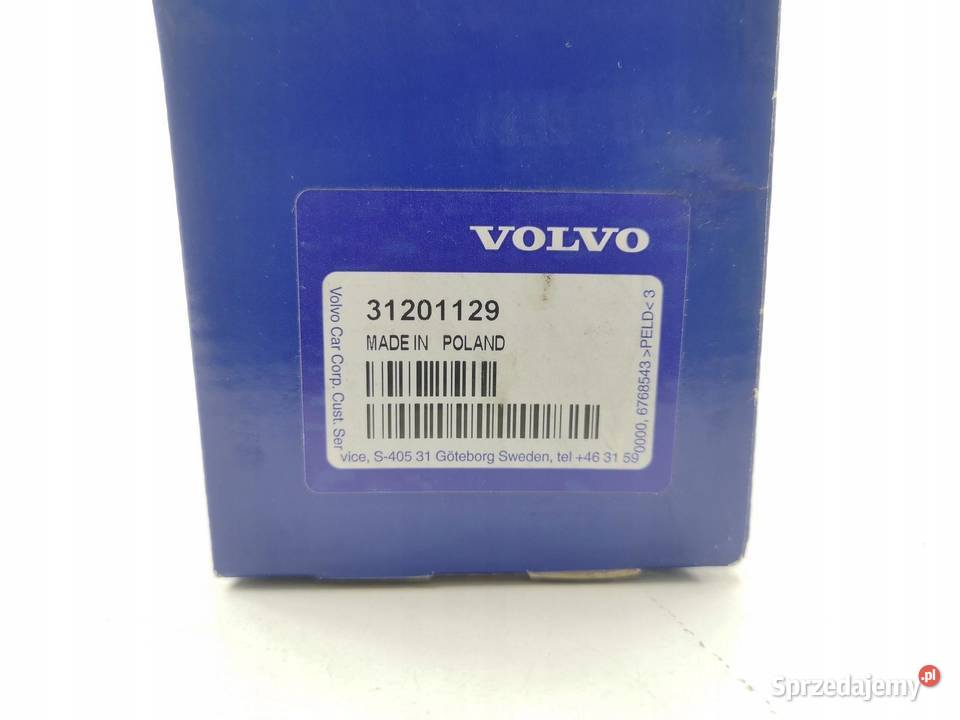 VOLVO
31201129
MADE IN POLAND
Volvo Car Corp. Cust. Ser
vice, S-405 31 Göteborg Sweden, tel +46 31 59
0000, 6768543 >PELD< 3
Sprzedajemy.pl